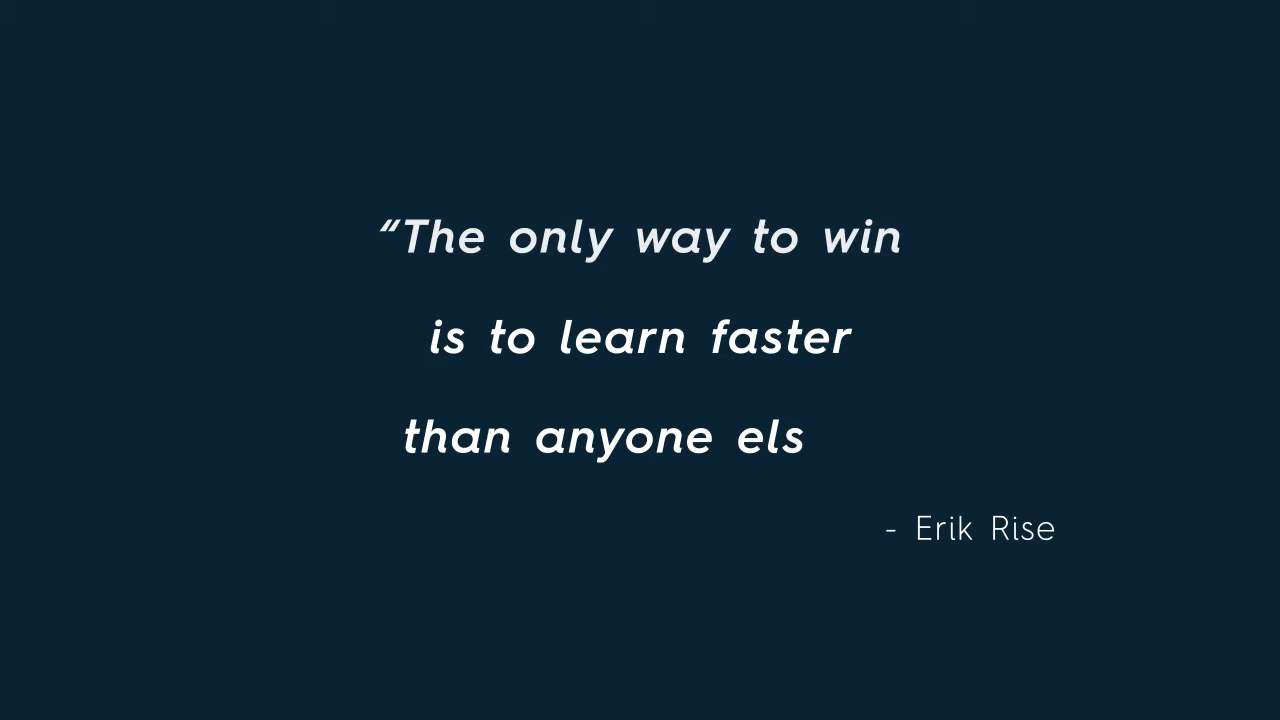 “The only way to win
is to learn faster
than anyone els
- Erik Rise